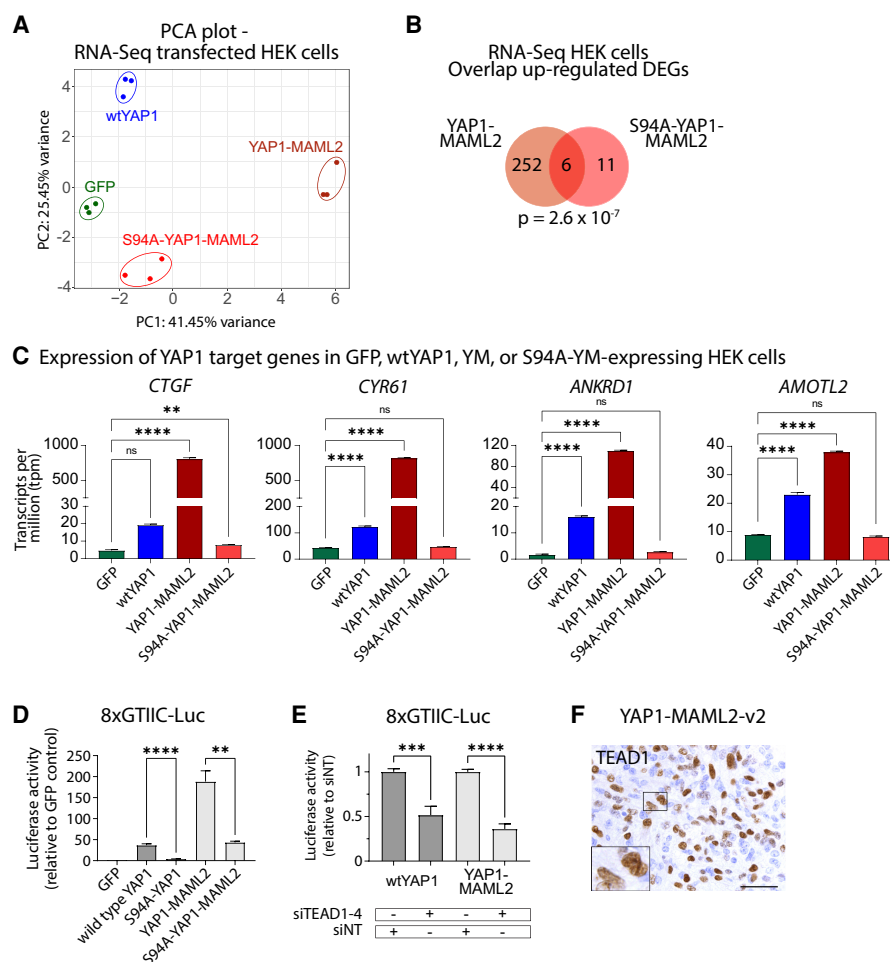 A
PCA plot -
RNA-Seq transfected HEK cells
4
2
0
-2
-4
PC2: 25.45% variance
wtYAP1
YAP1-MAML2
GFP
S94A-YAP1-MAML2
−2
0
2
4
6
PC1: 41.45% variance
B
RNA-Seq HEK cells
Overlap up-regulated DEGs
YAP1-
MAML2
S94A-YAP1-
MAML2
252
6
11
p = 2.6 x 10-7
C Expression of YAP1 target genes in GFP, wtYAP1, YM, or S94A-YM-expressing HEK cells
CTGF
**
****
ns
Transcripts per
million (tpm)
1000
500
30
20
10
0
GFP
wtYAP1
YAP1-MAML2
S94A-YAP1-MAML2
CYR61
ns
****
****
1000
500
200
100
0
GFP
wtYAP1
YAP1-MAML2
S94A-YAP1-MAML2
ANKRD1
ns
****
****
120
80
40
20
10
0
GFP
wtYAP1
YAP1-MAML2
S94A-YAP1-MAML2
AMOTL2
ns
****
****
40
30
20
10
0
GFP
wtYAP1
YAP1-MAML2
S94A-YAP1-MAML2
D
8xGTIIC-Luc
Luciferase activity
(relative to GFP control)
250
200
150
100
50
0
****
**
GFP
wild type YAP1
S94A-YAP1
YAP1-MAML2
S94A-YAP1-MAML2
E
8xGTIIC-Luc
Luciferase activity
(relative to siNT)
1
0.5
0
***
****
wtYAP1
YAP1-
MAML2
siTEAD1-4 - + - +
siNT + - + -
F
YAP1-MAML2-v2
TEAD1